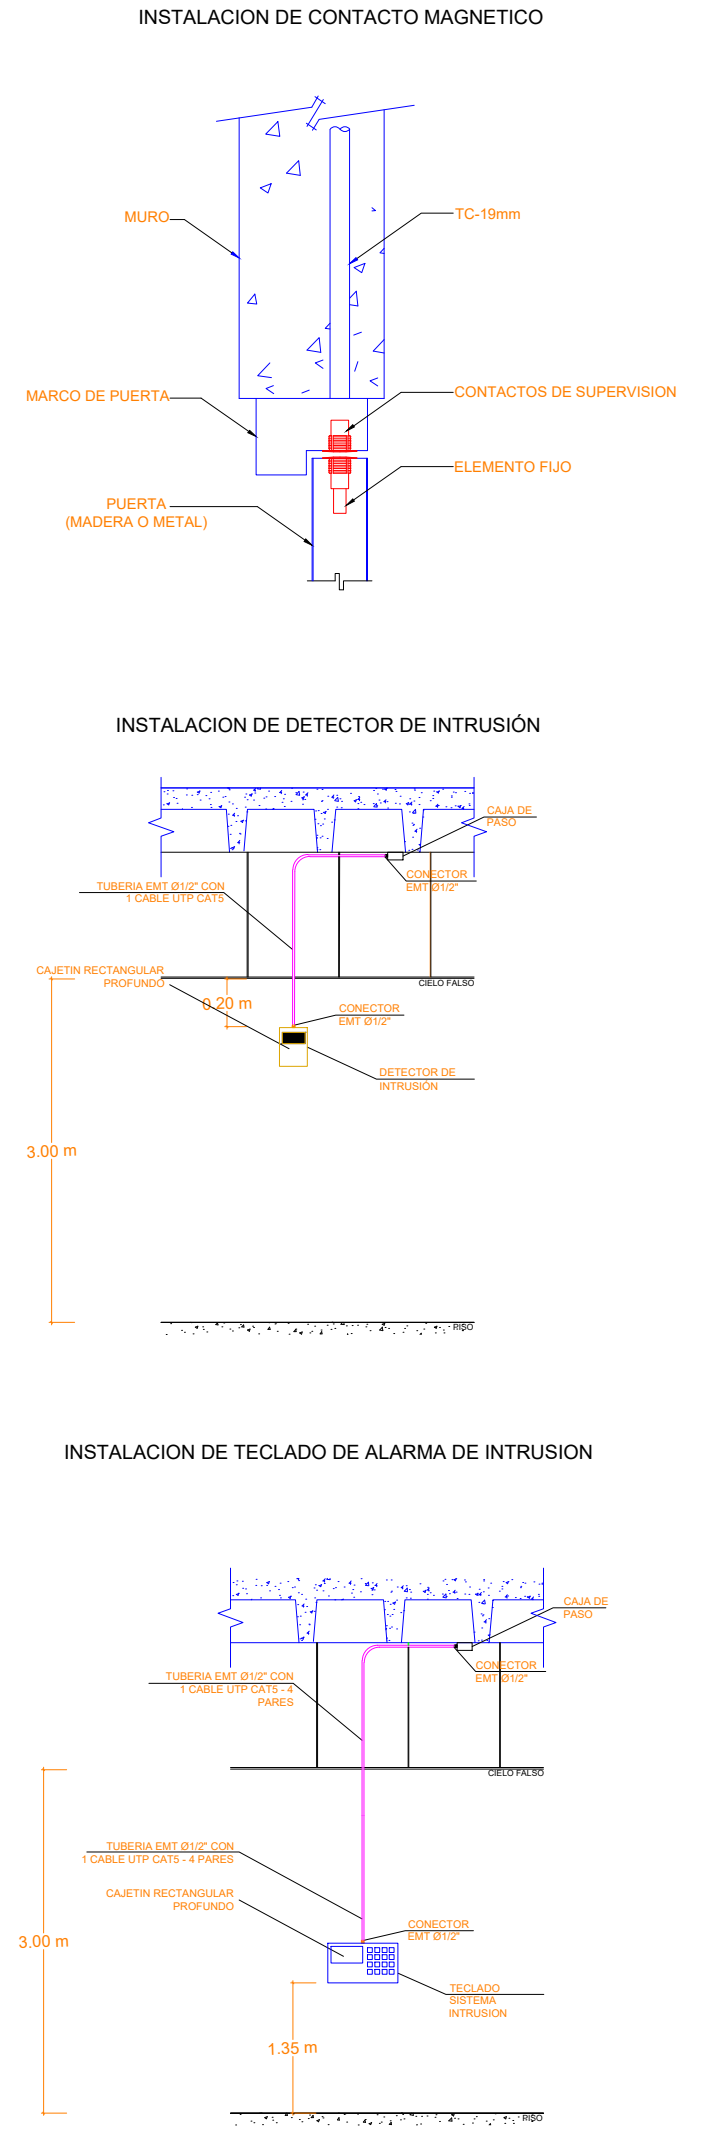 INSTALACION DE CONTACTO MAGNETICO
MURO
TC-19mm
MARCO DE PUERTA
CONTACTOS DE SUPERVISION
ELEMENTO FIJO
PUERTA
(MADERA O METAL)
INSTALACION DE DETECTOR DE INTRUSIÓN
CAJA DE
PASO
CONECTOR
EMT Ø1/2"
TUBERIA EMT Ø1/2" CON
1 CABLE UTP CAT5
CAJETIN RECTANGULAR
PROFUNDO
CIELO FALSO
0.20 m
CONECTOR
EMT Ø1/2"
DETECTOR DE
INTRUSIÓN
3.00 m
PISO
INSTALACION DE TECLADO DE ALARMA DE INTRUSION
CAJA DE
PASO
CONECTOR
EMT Ø1/2"
TUBERIA EMT Ø1/2" CON
1 CABLE UTP CAT5 - 4
PARES
CIELO FALSO
TUBERIA EMT Ø1/2" CON
1 CABLE UTP CAT5 - 4 PARES
CAJETIN RECTANGULAR
PROFUNDO
CONECTOR
EMT Ø1/2"
3.00 m
TECLADO
SISTEMA
INTRUSION
1.35 m
PISO